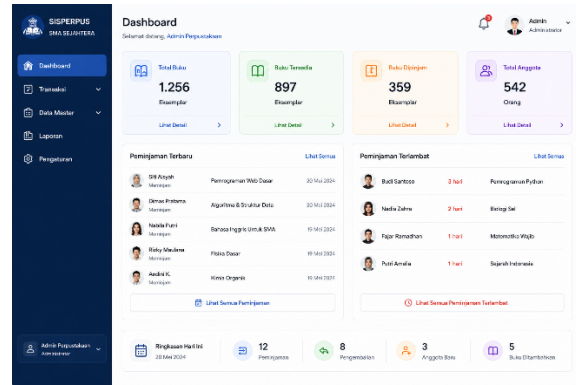 SISPERPUS
SMA SEJAHTERA
Dashboard
Transaksi
Data Master
Laporan
Pengaturan
Admin Perpustakaan
Administrator
Dashboard
Selamat datang, Admin Perpustakaan
Admin
Administrator
Total Buku
1.256
Eksemplar
Lihat Detail
Buku Tersedia
897
Eksemplar
Lihat Detail
Buku Dipinjam
359
Eksemplar
Lihat Detail
Total Anggota
542
Orang
Lihat Detail
Peminjaman Terbaru
Lihat Semua
Siti Aisyah
Meminjam
Pemrograman Web Dasar
20 Mei 2024
Dimas Pratama
Meminjam
Algoritma & Struktur Data
20 Mei 2024
Nabila Putri
Meminjam
Bahasa Inggris Untuk SMA
19 Mei 2024
Rizky Maulana
Meminjam
Fisika Dasar
19 Mei 2024
Andini K.
Meminjam
Kimia Organik
19 Mei 2024
Lihat Semua Peminjaman
Peminjaman Terlambat
Lihat Semua
Budi Santoso
3 hari
Pemrograman Python
Nadia Zahra
2 hari
Biologi Sel
Fajar Ramadhan
1 hari
Matematika Wajib
Putri Amelia
1 hari
Sejarah Indonesia
Lihat Semua Peminjaman Terlambat
Ringkasan Hari Ini
20 Mei 2024
12
Peminjaman
8
Pengembalian
3
Anggota Baru
5
Buku Ditambahkan